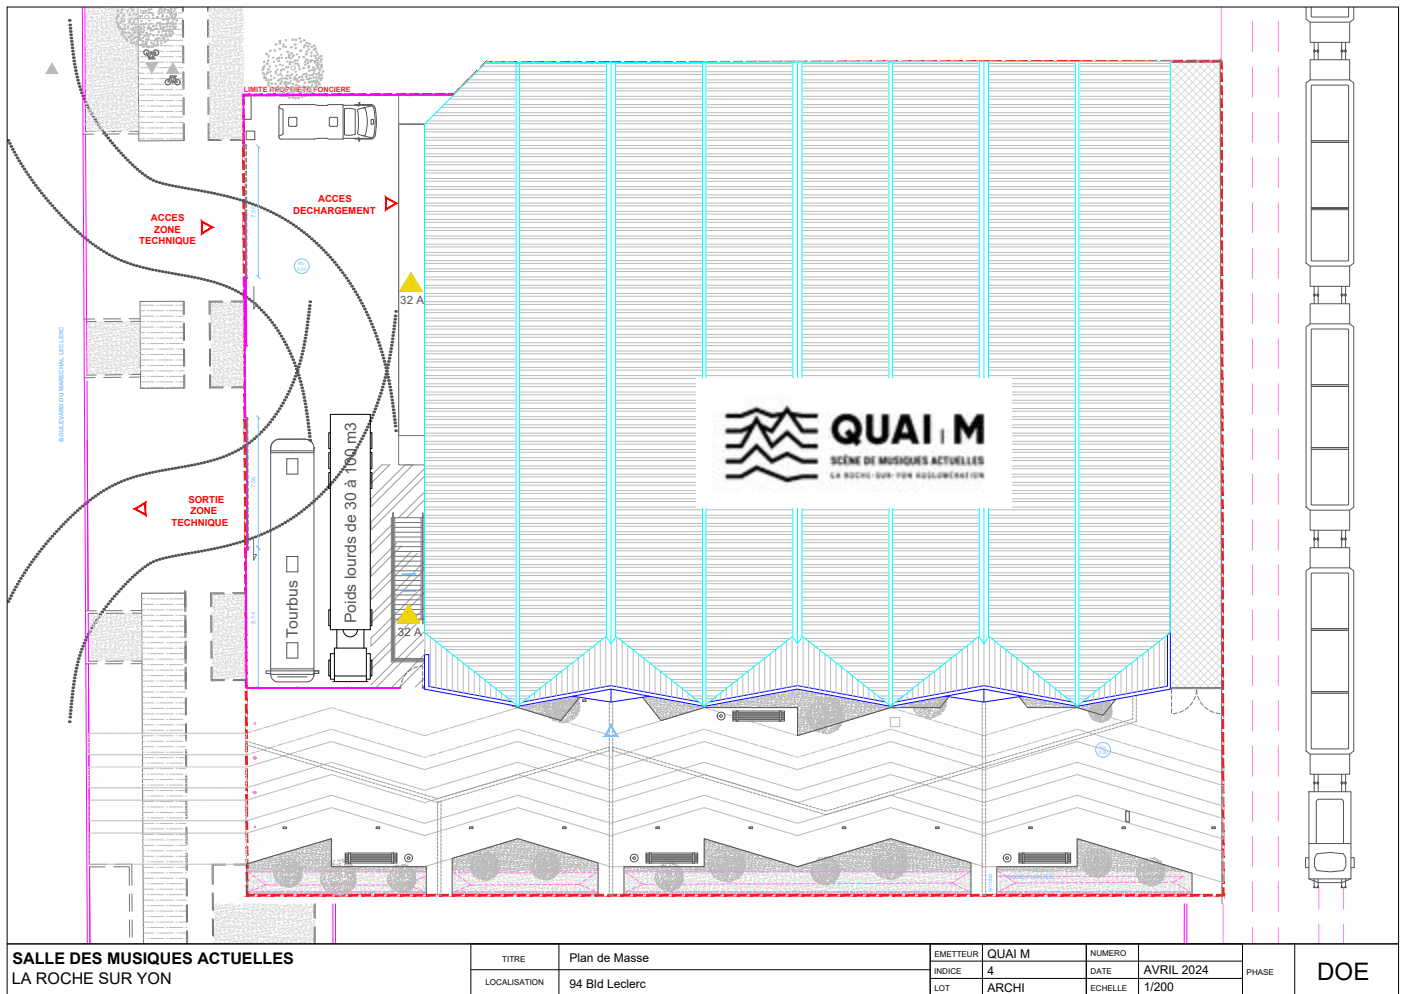 LIMITE PROPRIETE FONCIERE
ACCES
ZONE
TECHNIQUE
ACCES
DECHARGEMENT
32 A
BOULEVARD DU MARECHAL LECLERC
QUAI M
SCÈNE DE MUSIQUES ACTUELLES
LA ROCHE-SUR-YON AGGLOMÉRATION
SORTIE
ZONE
TECHNIQUE
Tourbus
Poids lourds de 30 à 100 m3
32 A
SALLE DES MUSIQUES ACTUELLES
LA ROCHE SUR YON
TITRE
Plan de Masse
LOCALISATION
94 Bld Leclerc
EMETTEUR
QUAI M
NUMERO
INDICE
4
DATE
AVRIL 2024
LOT
ARCHI
ECHELLE
1/200
PHASE
DOE